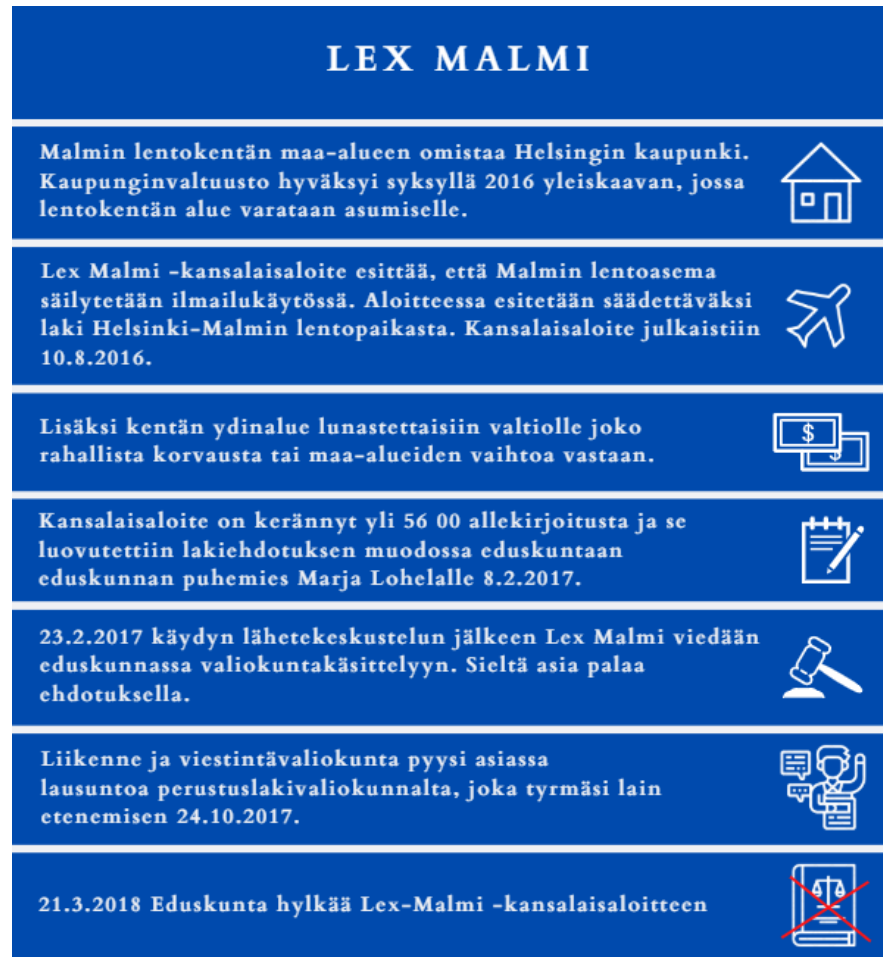 LEX MALMI
Malmin lentokentän maa-alueen omistaa Helsingin kaupunki.
Kaupunginvaltuusto hyväksyi syksyllä 2016 yleiskaavan, jossa
lentokentän alue varataan asumiselle.
Lex Malmi -kansalaisaloite esittää, että Malmin lentoasema
säilytetään ilmailukäytössä. Aloitteessa esitetään säädettäväksi
laki Helsinki-Malmin lentopaikasta. Kansalaisaloite julkaistiin
10.8.2016.
Lisäksi kentän ydinalue lunastettaisiin valtiolle joko
rahallista korvausta tai maa-alueiden vaihtoa vastaan.
$
$
Kansalaisaloite on kerännyt yli 56 00 allekirjoitusta ja se
luovutettiin lakiehdotuksen muodossa eduskuntaan
eduskunnan puhemies Marja Lohelalle 8.2.2017.
23.2.2017 käydyn lähetekeskustelun jälkeen Lex Malmi viedään
eduskunnassa valiokuntakäsittelyyn. Sieltä asia palaa
ehdotuksella.
Liikenne ja viestintävaliokunta pyysi asiassa
lausuntoa perustuslakivaliokunnalta, joka tyrmäsi lain
etenemisen 24.10.2017.
21.3.2018 Eduskunta hylkää Lex-Malmi -kansalaisaloitteen